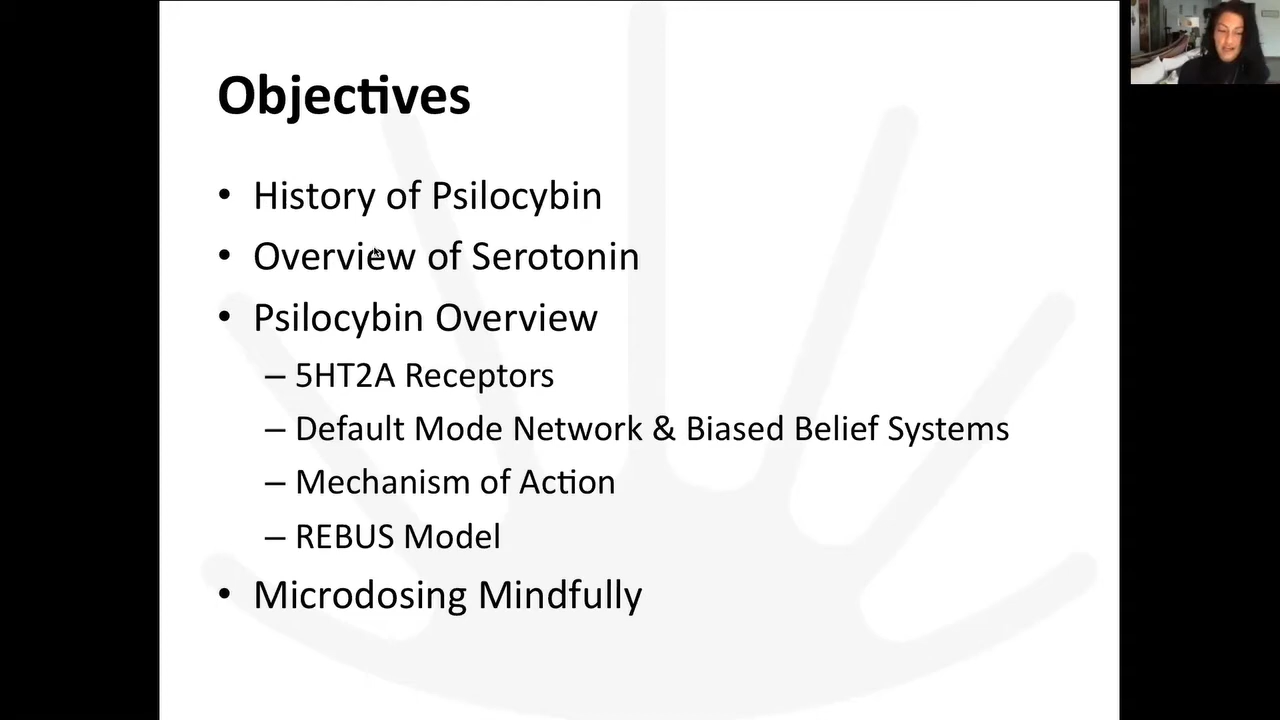 Objectives
• History of Psilocybin
• Overview of Serotonin
• Psilocybin Overview
– 5HT2A Receptors
– Default Mode Network & Biased Belief Systems
– Mechanism of Action
– REBUS Model
• Microdosing Mindfully